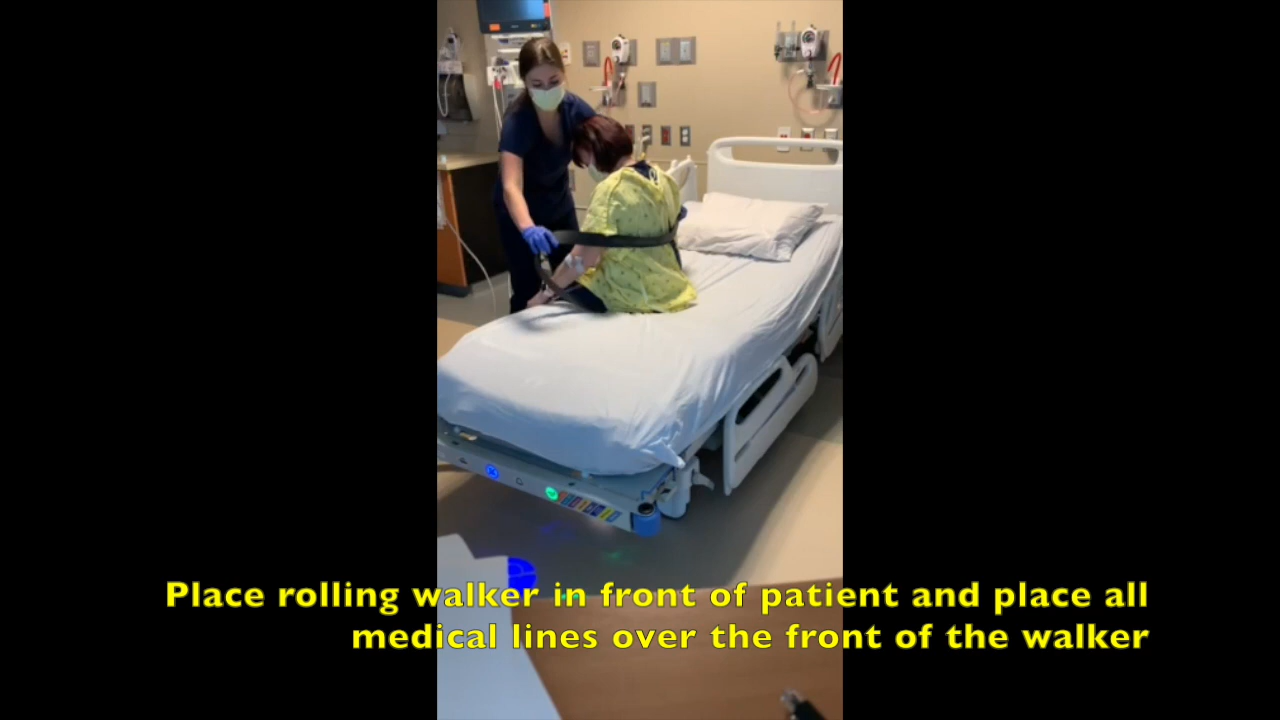 Place rolling walker in front of patient and place all
medical lines over the front of the walker